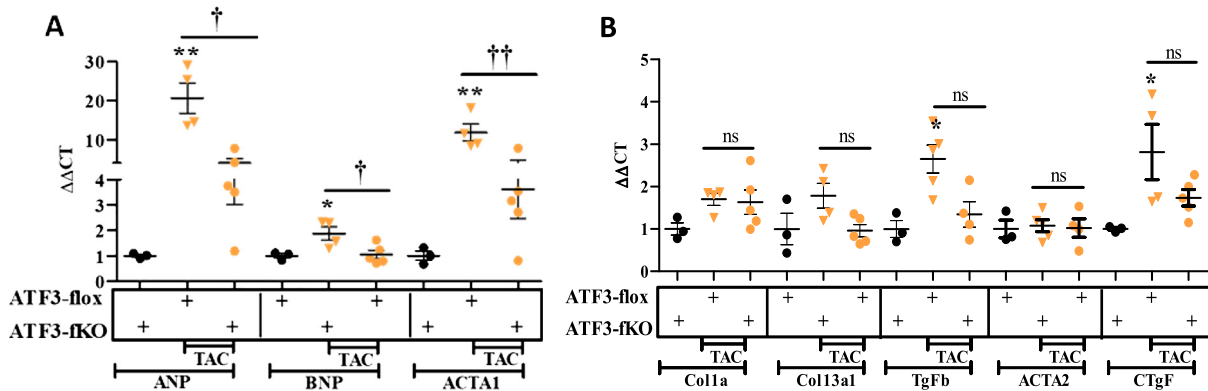 A
ΔΔCT
30
20
10
4
3
2
1
0
**
†
*
†
**
††
ATF3-flox + + + +
ATF3-fKO + + + + +
TAC TAC TAC
ANP BNP ACTA1
B
ΔΔCT
5
4
3
2
1
0
ns
ns
*
ns
ns
*
ns
ATF3-flox + + + + + + + +
ATF3-fKO + + + + + + +
TAC TAC TAC TAC TAC
Col1a Col13a1 TgFb ACTA2 CTgF